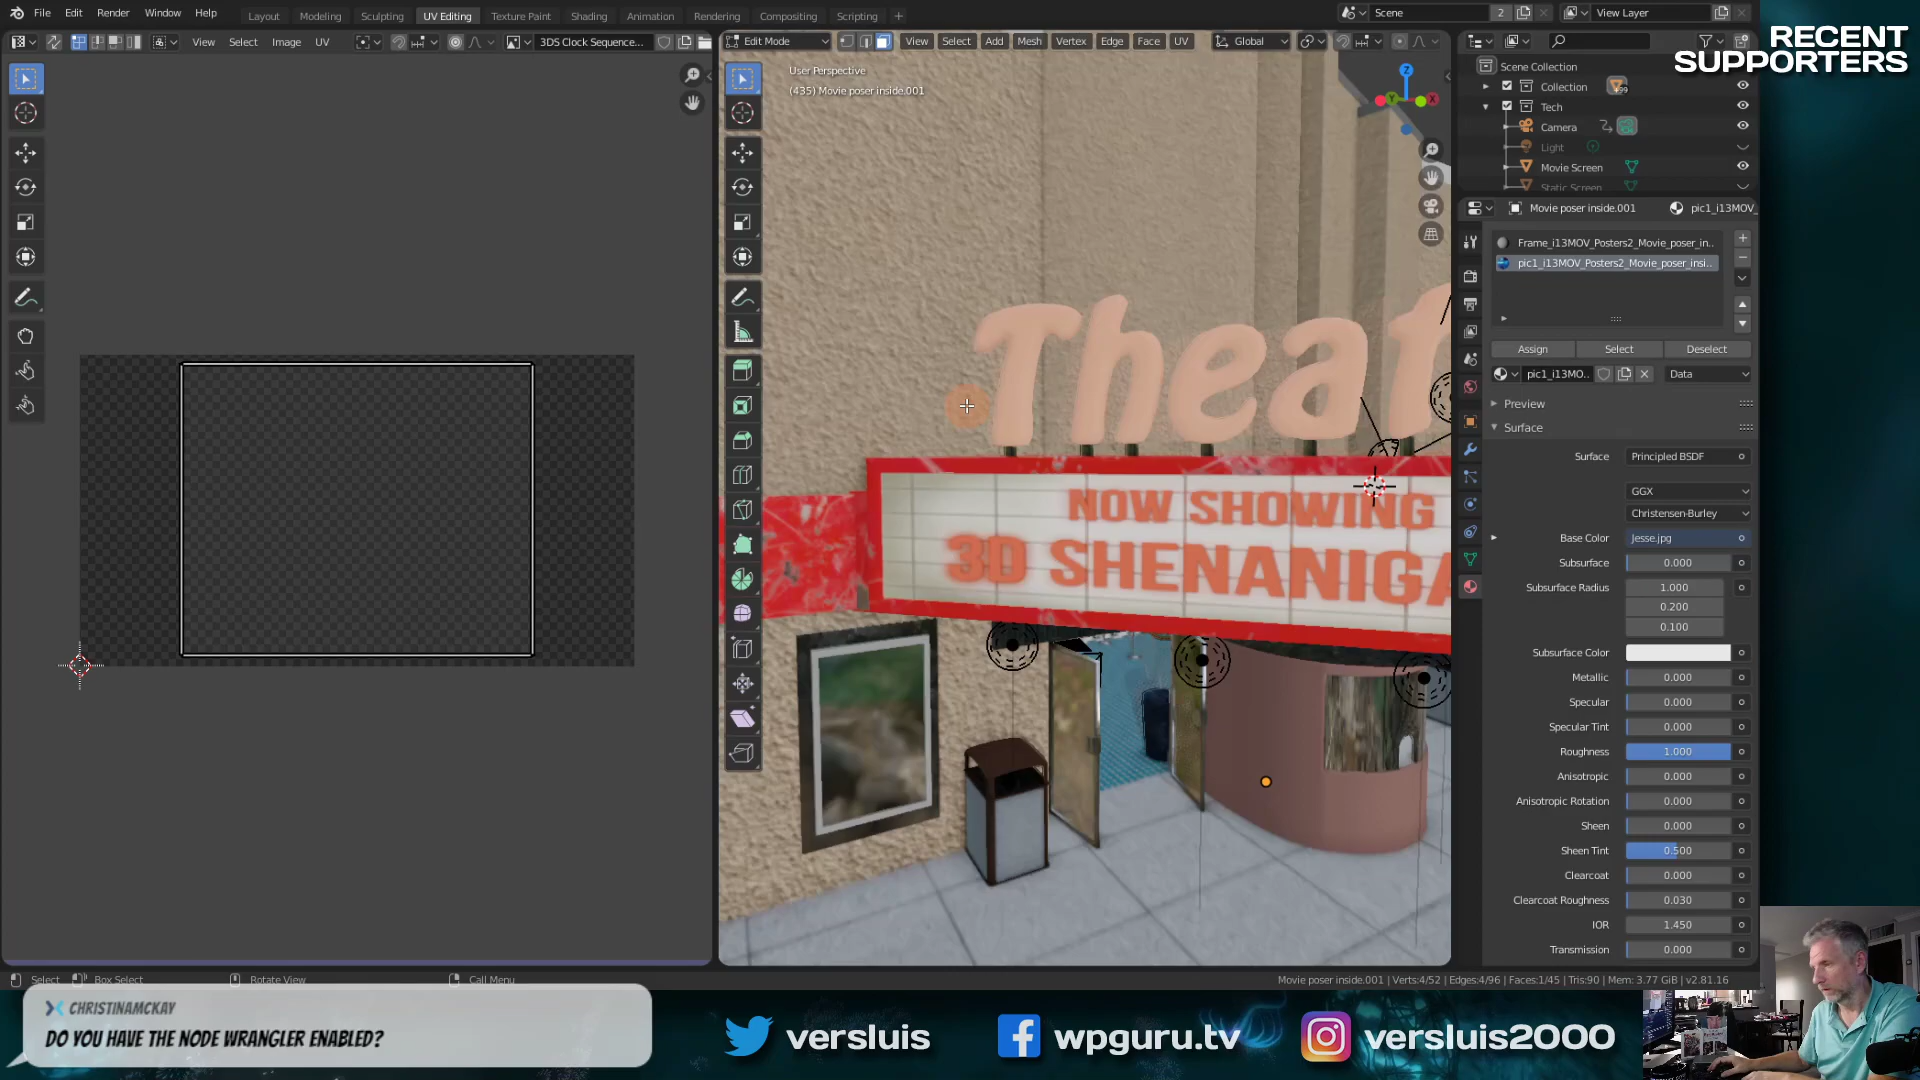 File Edit Render Window Help Layout Modeling Sculpting UV Editing Texture Paint Shading Animation Rendering Compositing Scripting + Scene 2 View Layer
RECENT
SUPPORTERS
View Select Image UV 3DS Clock Sequence...
Edit Mode View Select Add Mesh Vertex Edge Face UV Global
User Perspective
(435) Movie poser inside.001
Z
X
Theat
NOW SHOWING
3D SHENANIGA
Scene Collection
Collection
Tech
Camera
Light
Movie Screen
Static Screen
Movie poser inside.001 pic1_i13MOV_
Frame_i13MOV_Posters2_Movie_poser_in..
pic1_i13MOV_Posters2_Movie_poser_insi..
Assign Select Deselect
pic1_i13MO.. Data
Preview
Surface
Surface Principled BSDF
GGX
Christensen-Burley
Base Color Jesse.jpg
Subsurface 0.000
Subsurface Radius 1.000
0.200
0.100
Subsurface Color
Metallic 0.000
Specular 0.000
Specular Tint 0.000
Roughness 1.000
Anisotropic 0.000
Anisotropic Rotation 0.000
Sheen 0.000
Sheen Tint 0.500
Clearcoat 0.000
Clearcoat Roughness 0.030
IOR 1.450
Transmission 0.000
Select Box Select Rotate View Call Menu
Movie poser inside.001 | Verts:4/52 | Edges:4/96 | Faces:1/45 | Tris:90 | Mem: 3.77 GiB | v2.81.16
CHRISTINAMCKAY
DO YOU HAVE THE NODE WRANGLER ENABLED?
versluis wpguru.tv versluis2000